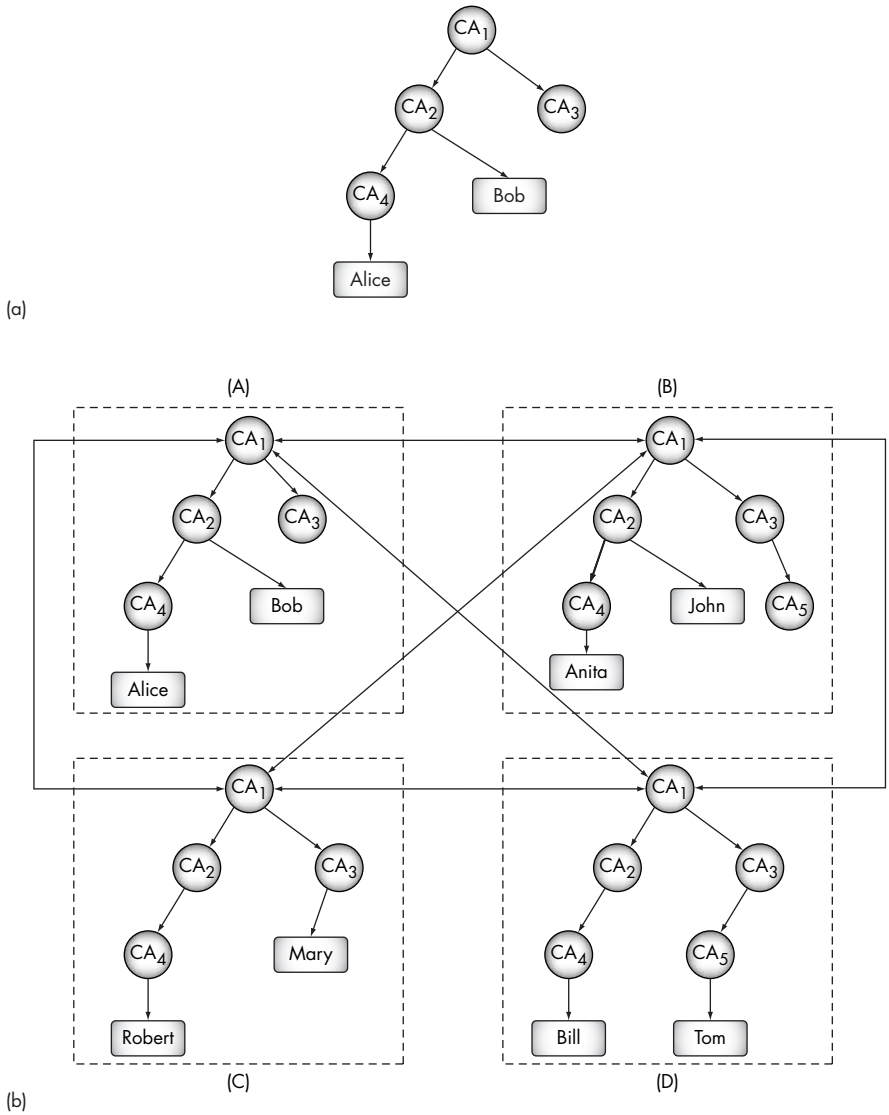 CA1
CA2 CA3
CA4 Bob
Alice
(a)
(A) (B)
CA1 CA1
CA2 CA3 CA2 CA3
CA4 Bob CA4 John CA5
Alice Anita
CA1 CA1
CA2 CA3 CA2 CA3
CA4 Mary CA4 CA5
Robert Bill Tom
(C) (D)
(b)